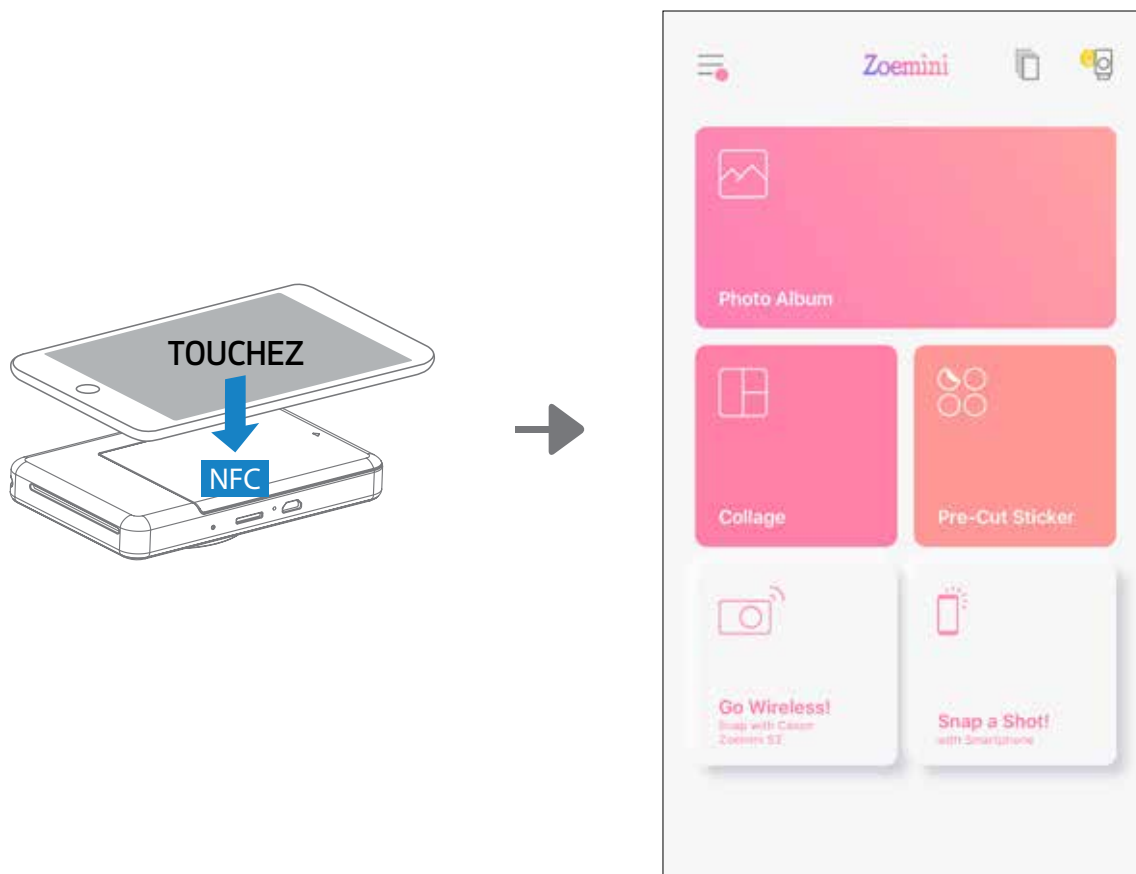 TOUCHEZ
NFC
Zoemini
Photo Album
Collage
Pre-Cut Sticker
Go Wireless!
Snap with Canon
Zoemini S2
Snap a Shot!
with Smartphone